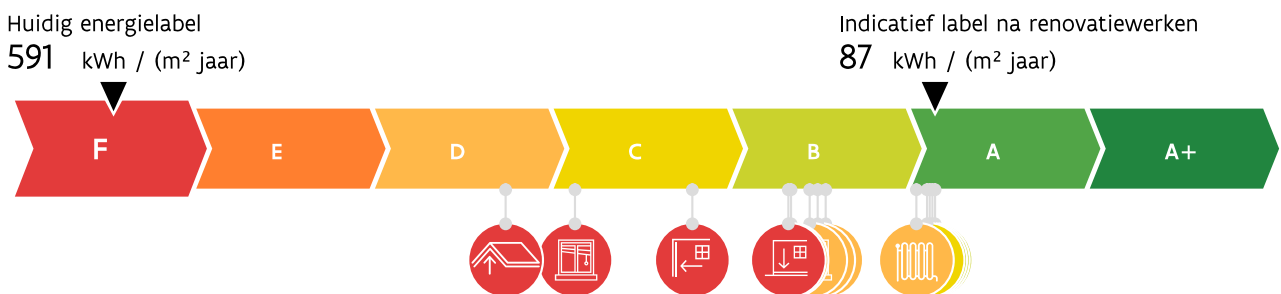 Huidig energielabel
591 kWh / (m² jaar)
Indicatief label na renovatiewerken
87 kWh / (m² jaar)
F E D C B A A+